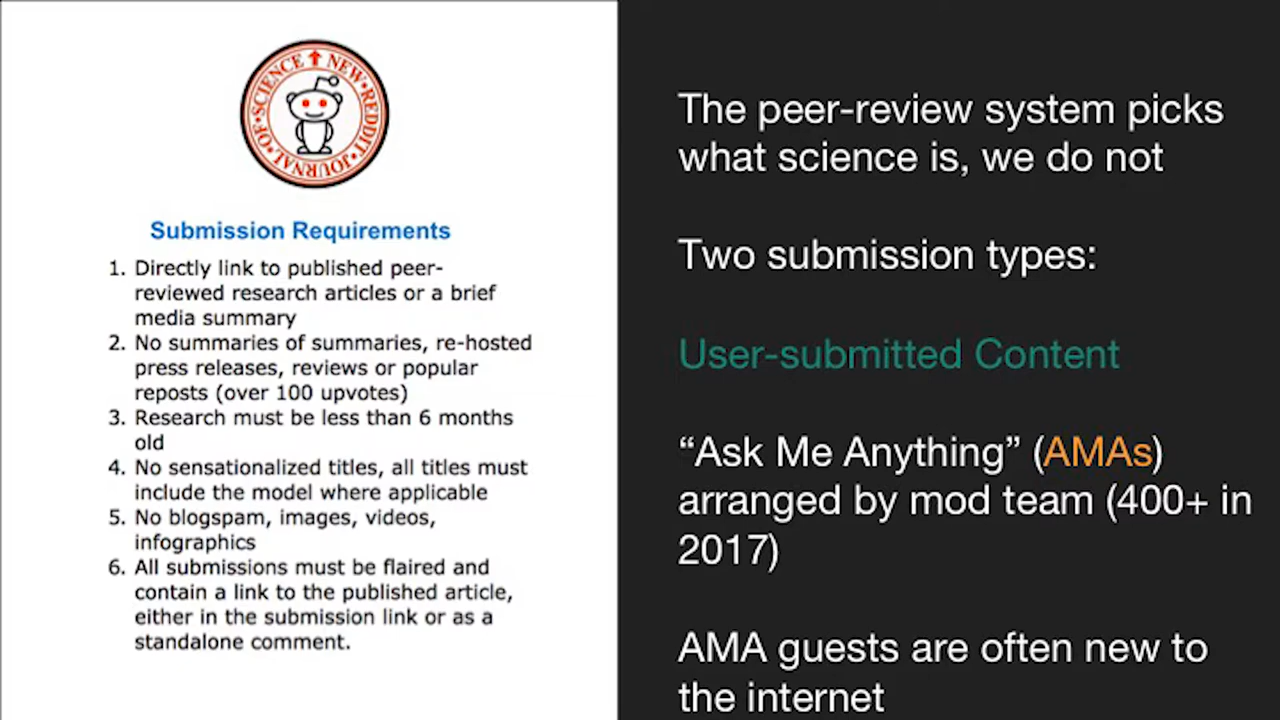 NEW • REDDIT • JOURNAL • OF • SCIENCE
Submission Requirements
1. Directly link to published peer-
reviewed research articles or a brief
media summary
2. No summaries of summaries, re-hosted
press releases, reviews or popular
reposts (over 100 upvotes)
3. Research must be less than 6 months
old
4. No sensationalized titles, all titles must
include the model where applicable
5. No blogspam, images, videos,
infographics
6. All submissions must be flaired and
contain a link to the published article,
either in the submission link or as a
standalone comment.
The peer-review system picks
what science is, we do not
Two submission types:
User-submitted Content
“Ask Me Anything” (AMAs)
arranged by mod team (400+ in
2017)
AMA guests are often new to
the internet